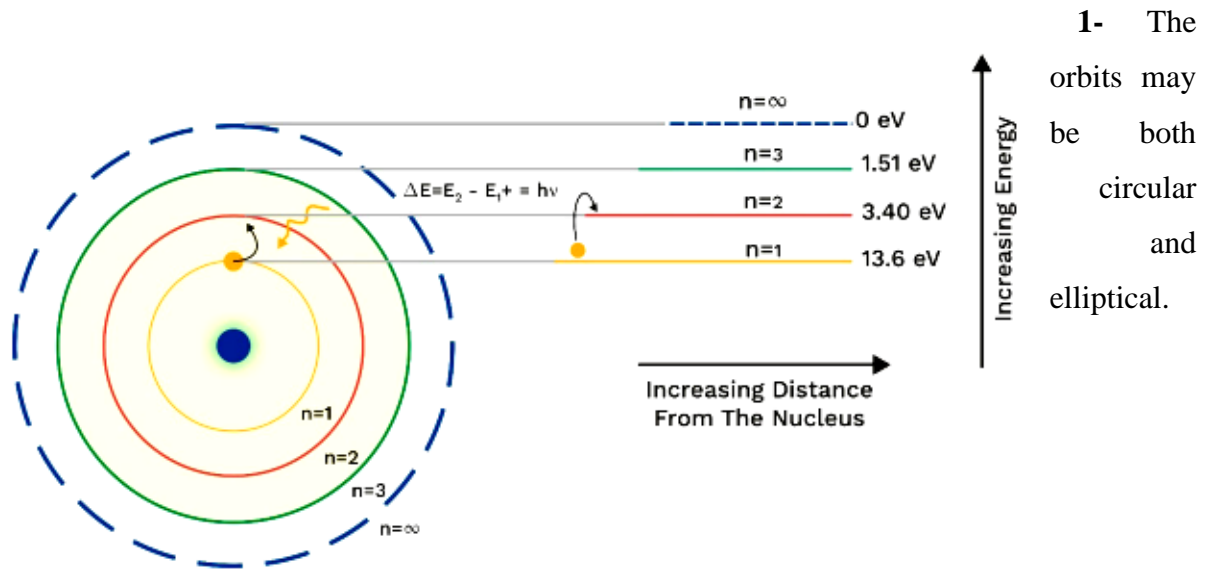 1- The
orbits may
be both
circular
and
elliptical.
n=∞
0 eV
n=3
1.51 eV
ΔE=E₂ - E₁+ = hν
n=2
3.40 eV
n=1
13.6 eV
Increasing Energy
Increasing Distance
From The Nucleus
n=1
n=2
n=3
n=∞